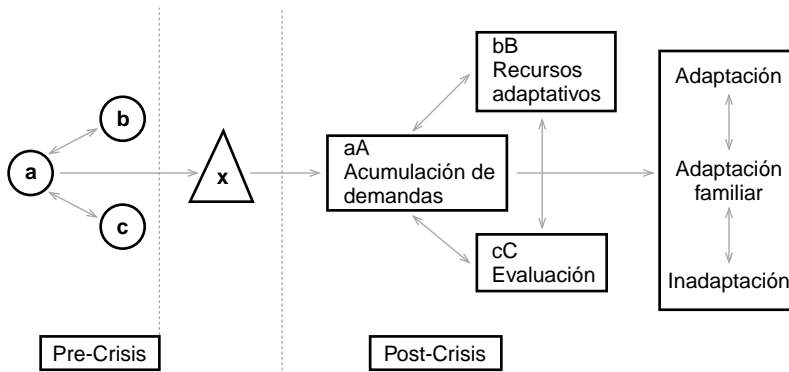 b
a
c
x
bB
Recursos
adaptativos
aA
Acumulación de
demandas
cC
Evaluación
Adaptación
Adaptación
familiar
Inadaptación
Pre-Crisis
Post-Crisis